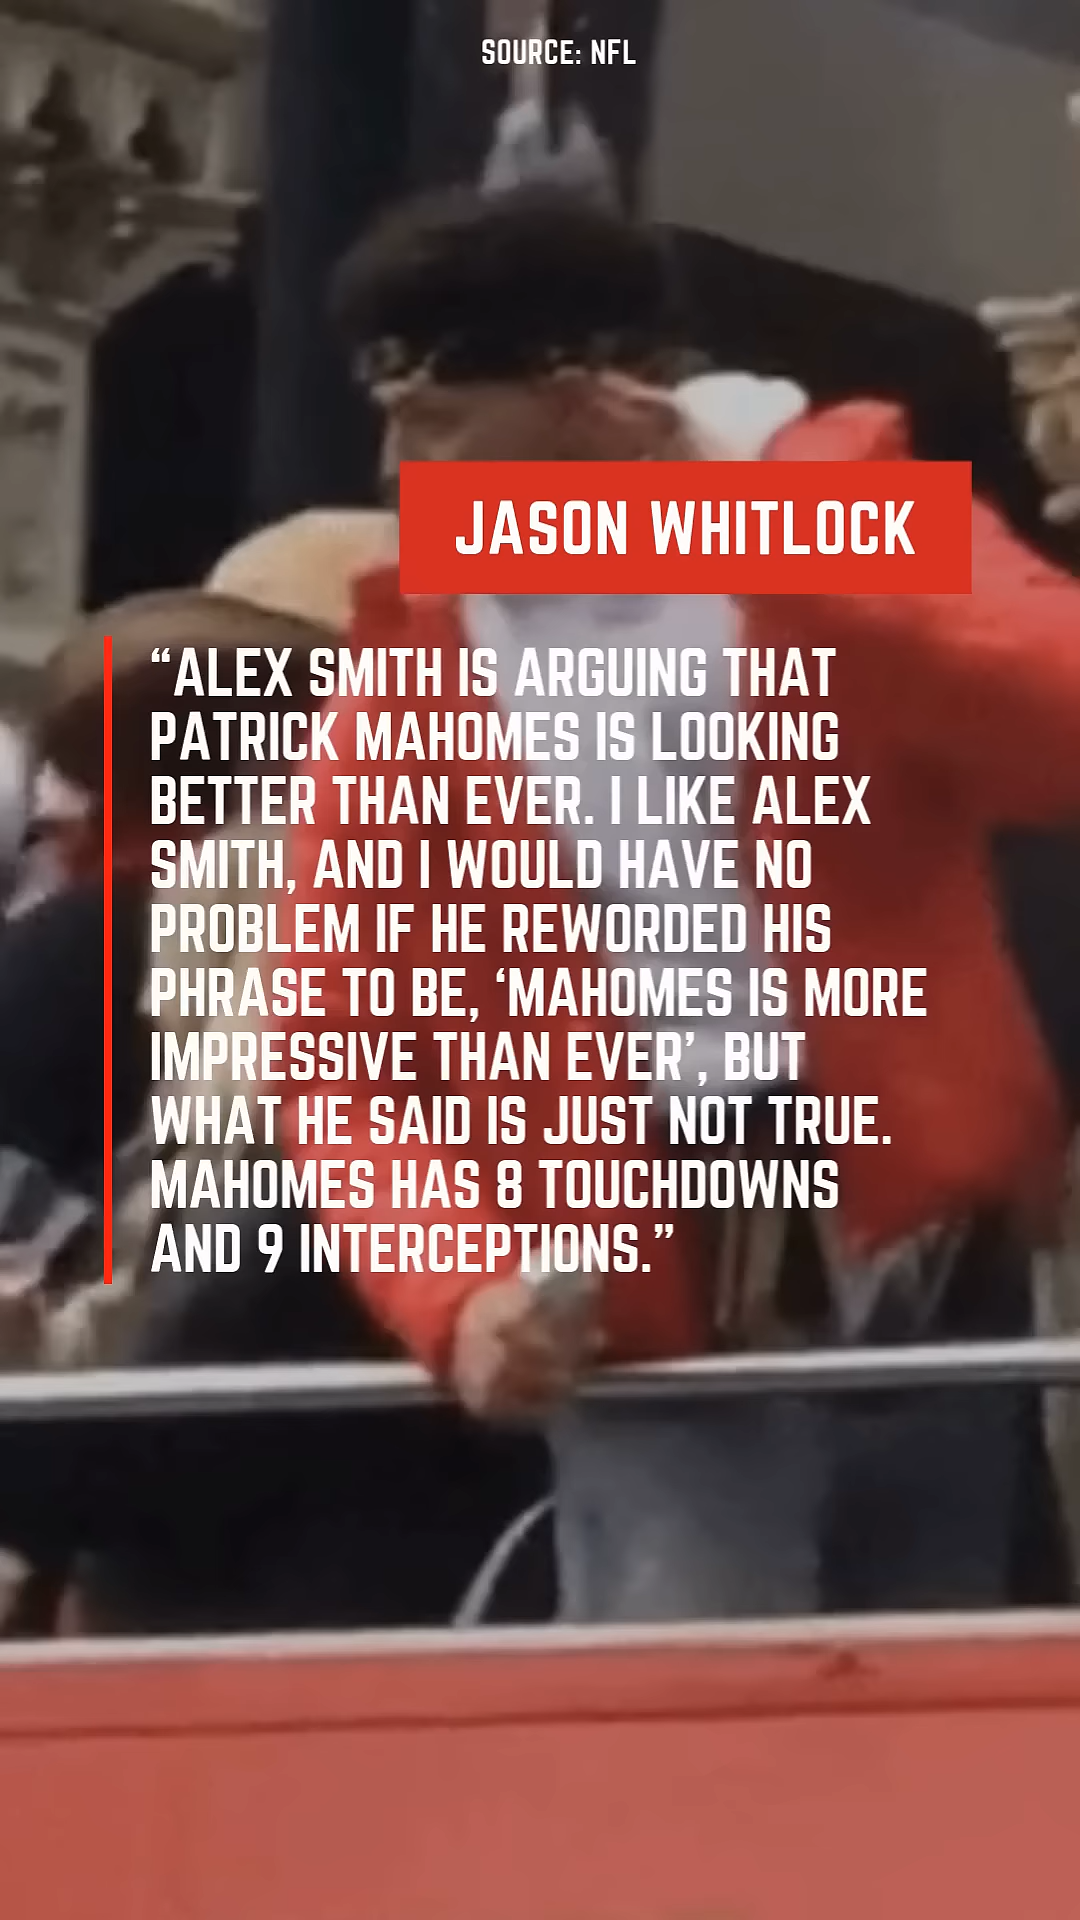 SOURCE: NFL
JASON WHITLOCK
“ALEX SMITH IS ARGUING THAT
PATRICK MAHOMES IS LOOKING
BETTER THAN EVER. I LIKE ALEX
SMITH, AND I WOULD HAVE NO
PROBLEM IF HE REWORDED HIS
PHRASE TO BE, ‘MAHOMES IS MORE
IMPRESSIVE THAN EVER’, BUT
WHAT HE SAID IS JUST NOT TRUE.
MAHOMES HAS 8 TOUCHDOWNS
AND 9 INTERCEPTIONS.”